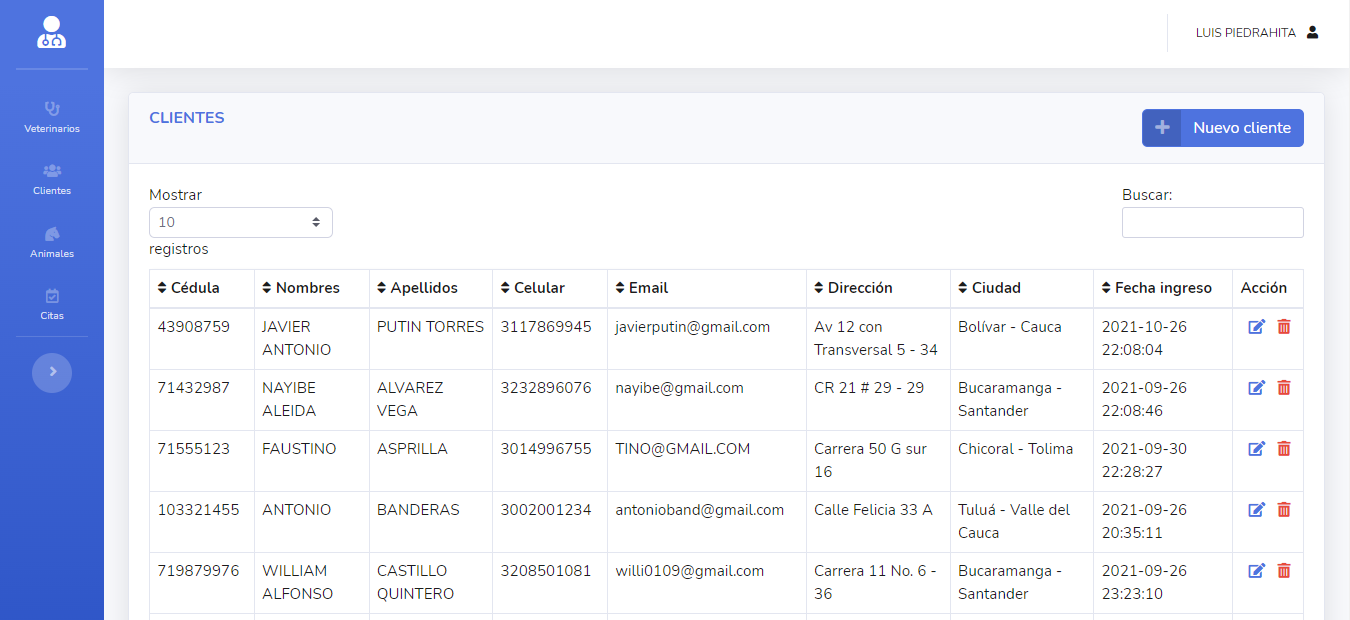 LUIS PIEDRAHITA
Veterinarios
Clientes
Animales
Citas
CLIENTES
Nuevo cliente
Mostrar
10
registros
Buscar:
Cédula Nombres Apellidos Celular Email Dirección Ciudad Fecha ingreso Acción
43908759 JAVIER PUTIN TORRES 3117869945 javierputin@gmail.com Av 12 con Bolívar - Cauca 2021-10-26
ANTONIO Transversal 5 - 34 22:08:04
71432987 NAYIBE ALVAREZ 3232896076 nayibe@gmail.com CR 21 # 29 - 29 Bucaramanga - 2021-09-26
ALEIDA VEGA Santander 22:08:46
71555123 FAUSTINO ASPRILLA 3014996755 TINO@GMAIL.COM Carrera 50 G sur Chicoral - Tolima 2021-09-30
16 22:28:27
103321455 ANTONIO BANDERAS 3002001234 antonioband@gmail.com Calle Felicia 33 A Tuluá - Valle del 2021-09-26
Cauca 20:35:11
719879976 WILLIAM CASTILLO 3208501081 willi0109@gmail.com Carrera 11 No. 6 - Bucaramanga - 2021-09-26
ALFONSO QUINTERO 36 Santander 23:23:10